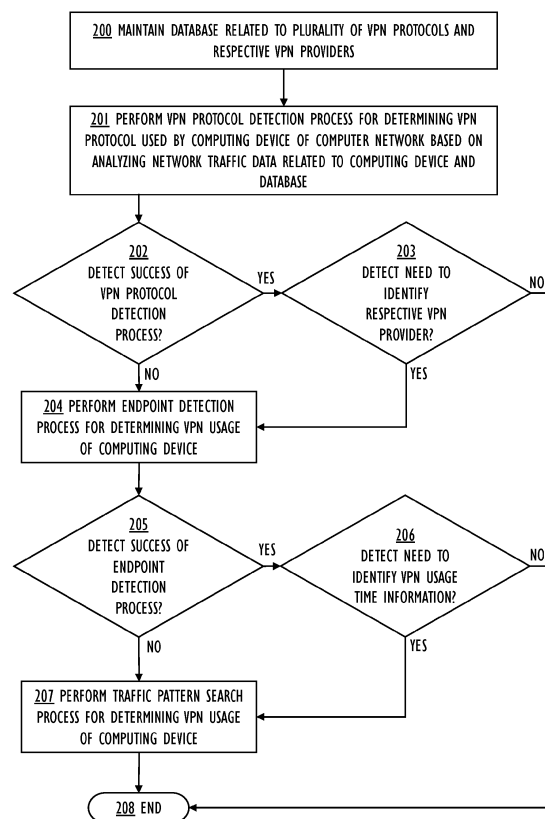 200 MAINTAIN DATABASE RELATED TO PLURALITY OF VPN PROTOCOLS AND
RESPECTIVE VPN PROVIDERS
201 PERFORM VPN PROTOCOL DETECTION PROCESS FOR DETERMINING VPN
PROTOCOL USED BY COMPUTING DEVICE OF COMPUTER NETWORK BASED ON
ANALYZING NETWORK TRAFFIC DATA RELATED TO COMPUTING DEVICE AND
DATABASE
202
DETECT SUCCESS OF
VPN PROTOCOL
DETECTION
PROCESS?
YES
203
DETECT NEED TO
IDENTIFY
RESPECTIVE VPN
PROVIDER?
NO
NO
YES
204 PERFORM ENDPOINT DETECTION
PROCESS FOR DETERMINING VPN USAGE
OF COMPUTING DEVICE
205
DETECT SUCCESS OF
ENDPOINT
DETECTION
PROCESS?
YES
206
DETECT NEED TO
IDENTIFY VPN USAGE
TIME INFORMATION?
NO
NO
YES
207 PERFORM TRAFFIC PATTERN SEARCH
PROCESS FOR DETERMINING VPN USAGE
OF COMPUTING DEVICE
208 END